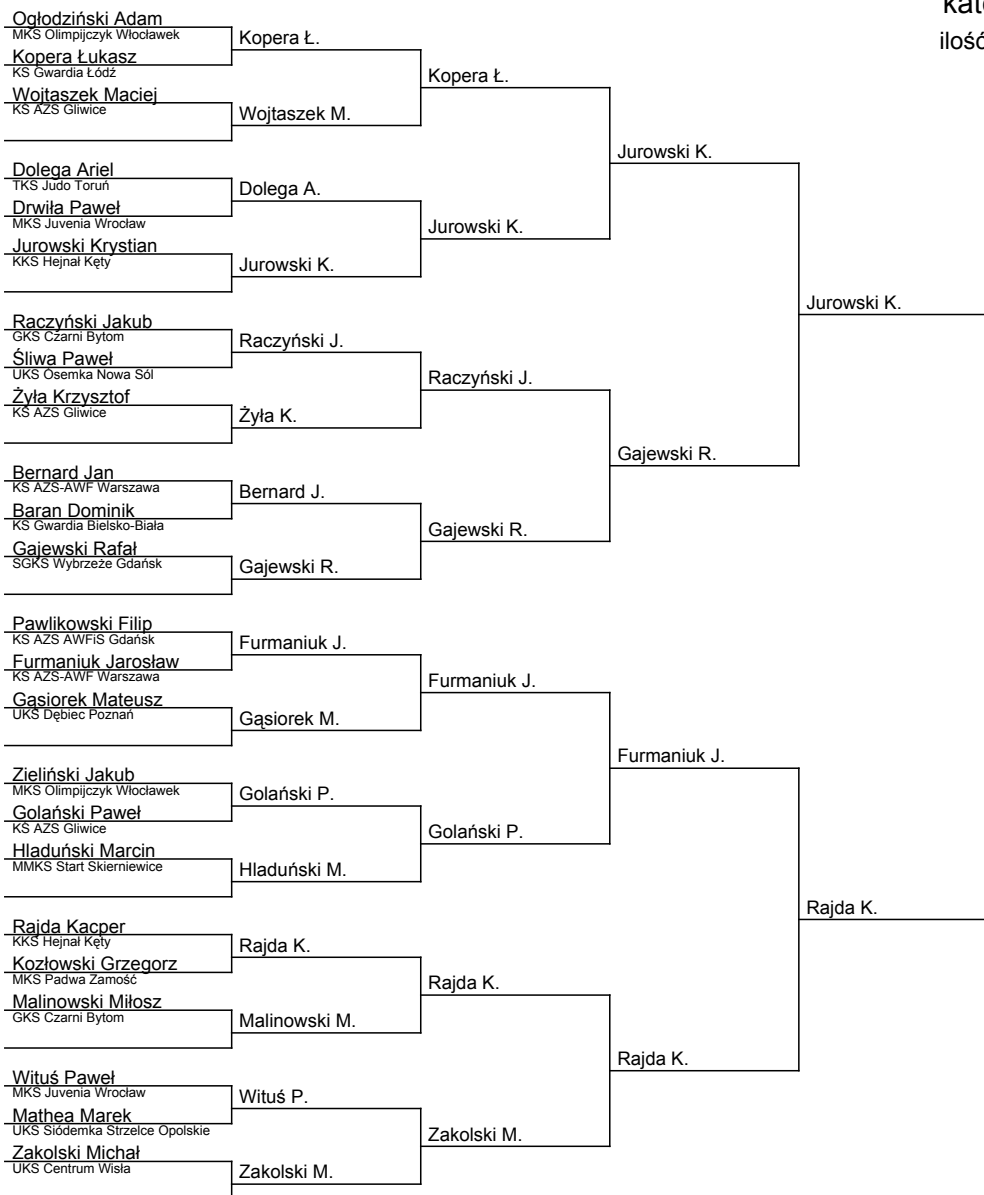 kate
ilość
Ogłodziński Adam
MKS Olimpijczyk Włocławek
Kopera Łukasz
KS Gwardia Łódź
Wojtaszek Maciej
KS AZS Gliwice
Dolega Ariel
TKS Judo Toruń
Drwiła Paweł
MKS Juvenia Wrocław
Jurowski Krystian
KKS Hejnał Kęty
Raczyński Jakub
GKS Czarni Bytom
Śliwa Paweł
UKS Ósemka Nowa Sól
Żyła Krzysztof
KS AZS Gliwice
Bernard Jan
KS AZS-AWF Warszawa
Baran Dominik
KS Gwardia Bielsko-Biała
Gajewski Rafał
SGKS Wybrzeże Gdańsk
Pawlikowski Filip
KS AZS AWFiS Gdańsk
Furmaniuk Jarosław
KS AZS-AWF Warszawa
Gąsiorek Mateusz
UKS Dębiec Poznań
Zieliński Jakub
MKS Olimpijczyk Włocławek
Golański Paweł
KS AZS Gliwice
Hladuński Marcin
MMKS Start Skierniewice
Rajda Kacper
KKS Hejnał Kęty
Kozłowski Grzegorz
MKS Padwa Zamość
Malinowski Miłosz
GKS Czarni Bytom
Wituś Paweł
MKS Juvenia Wrocław
Mathea Marek
UKS Siódemka Strzelce Opolskie
Zakolski Michał
UKS Centrum Wisła
Kopera Ł.
Wojtaszek M.
Dolega A.
Jurowski K.
Raczyński J.
Żyła K.
Bernard J.
Gajewski R.
Furmaniuk J.
Gąsiorek M.
Golański P.
Hladuński M.
Rajda K.
Malinowski M.
Wituś P.
Zakolski M.
Kopera Ł.
Jurowski K.
Raczyński J.
Gajewski R.
Furmaniuk J.
Golański P.
Rajda K.
Zakolski M.
Jurowski K.
Gajewski R.
Furmaniuk J.
Rajda K.
Jurowski K.
Rajda K.